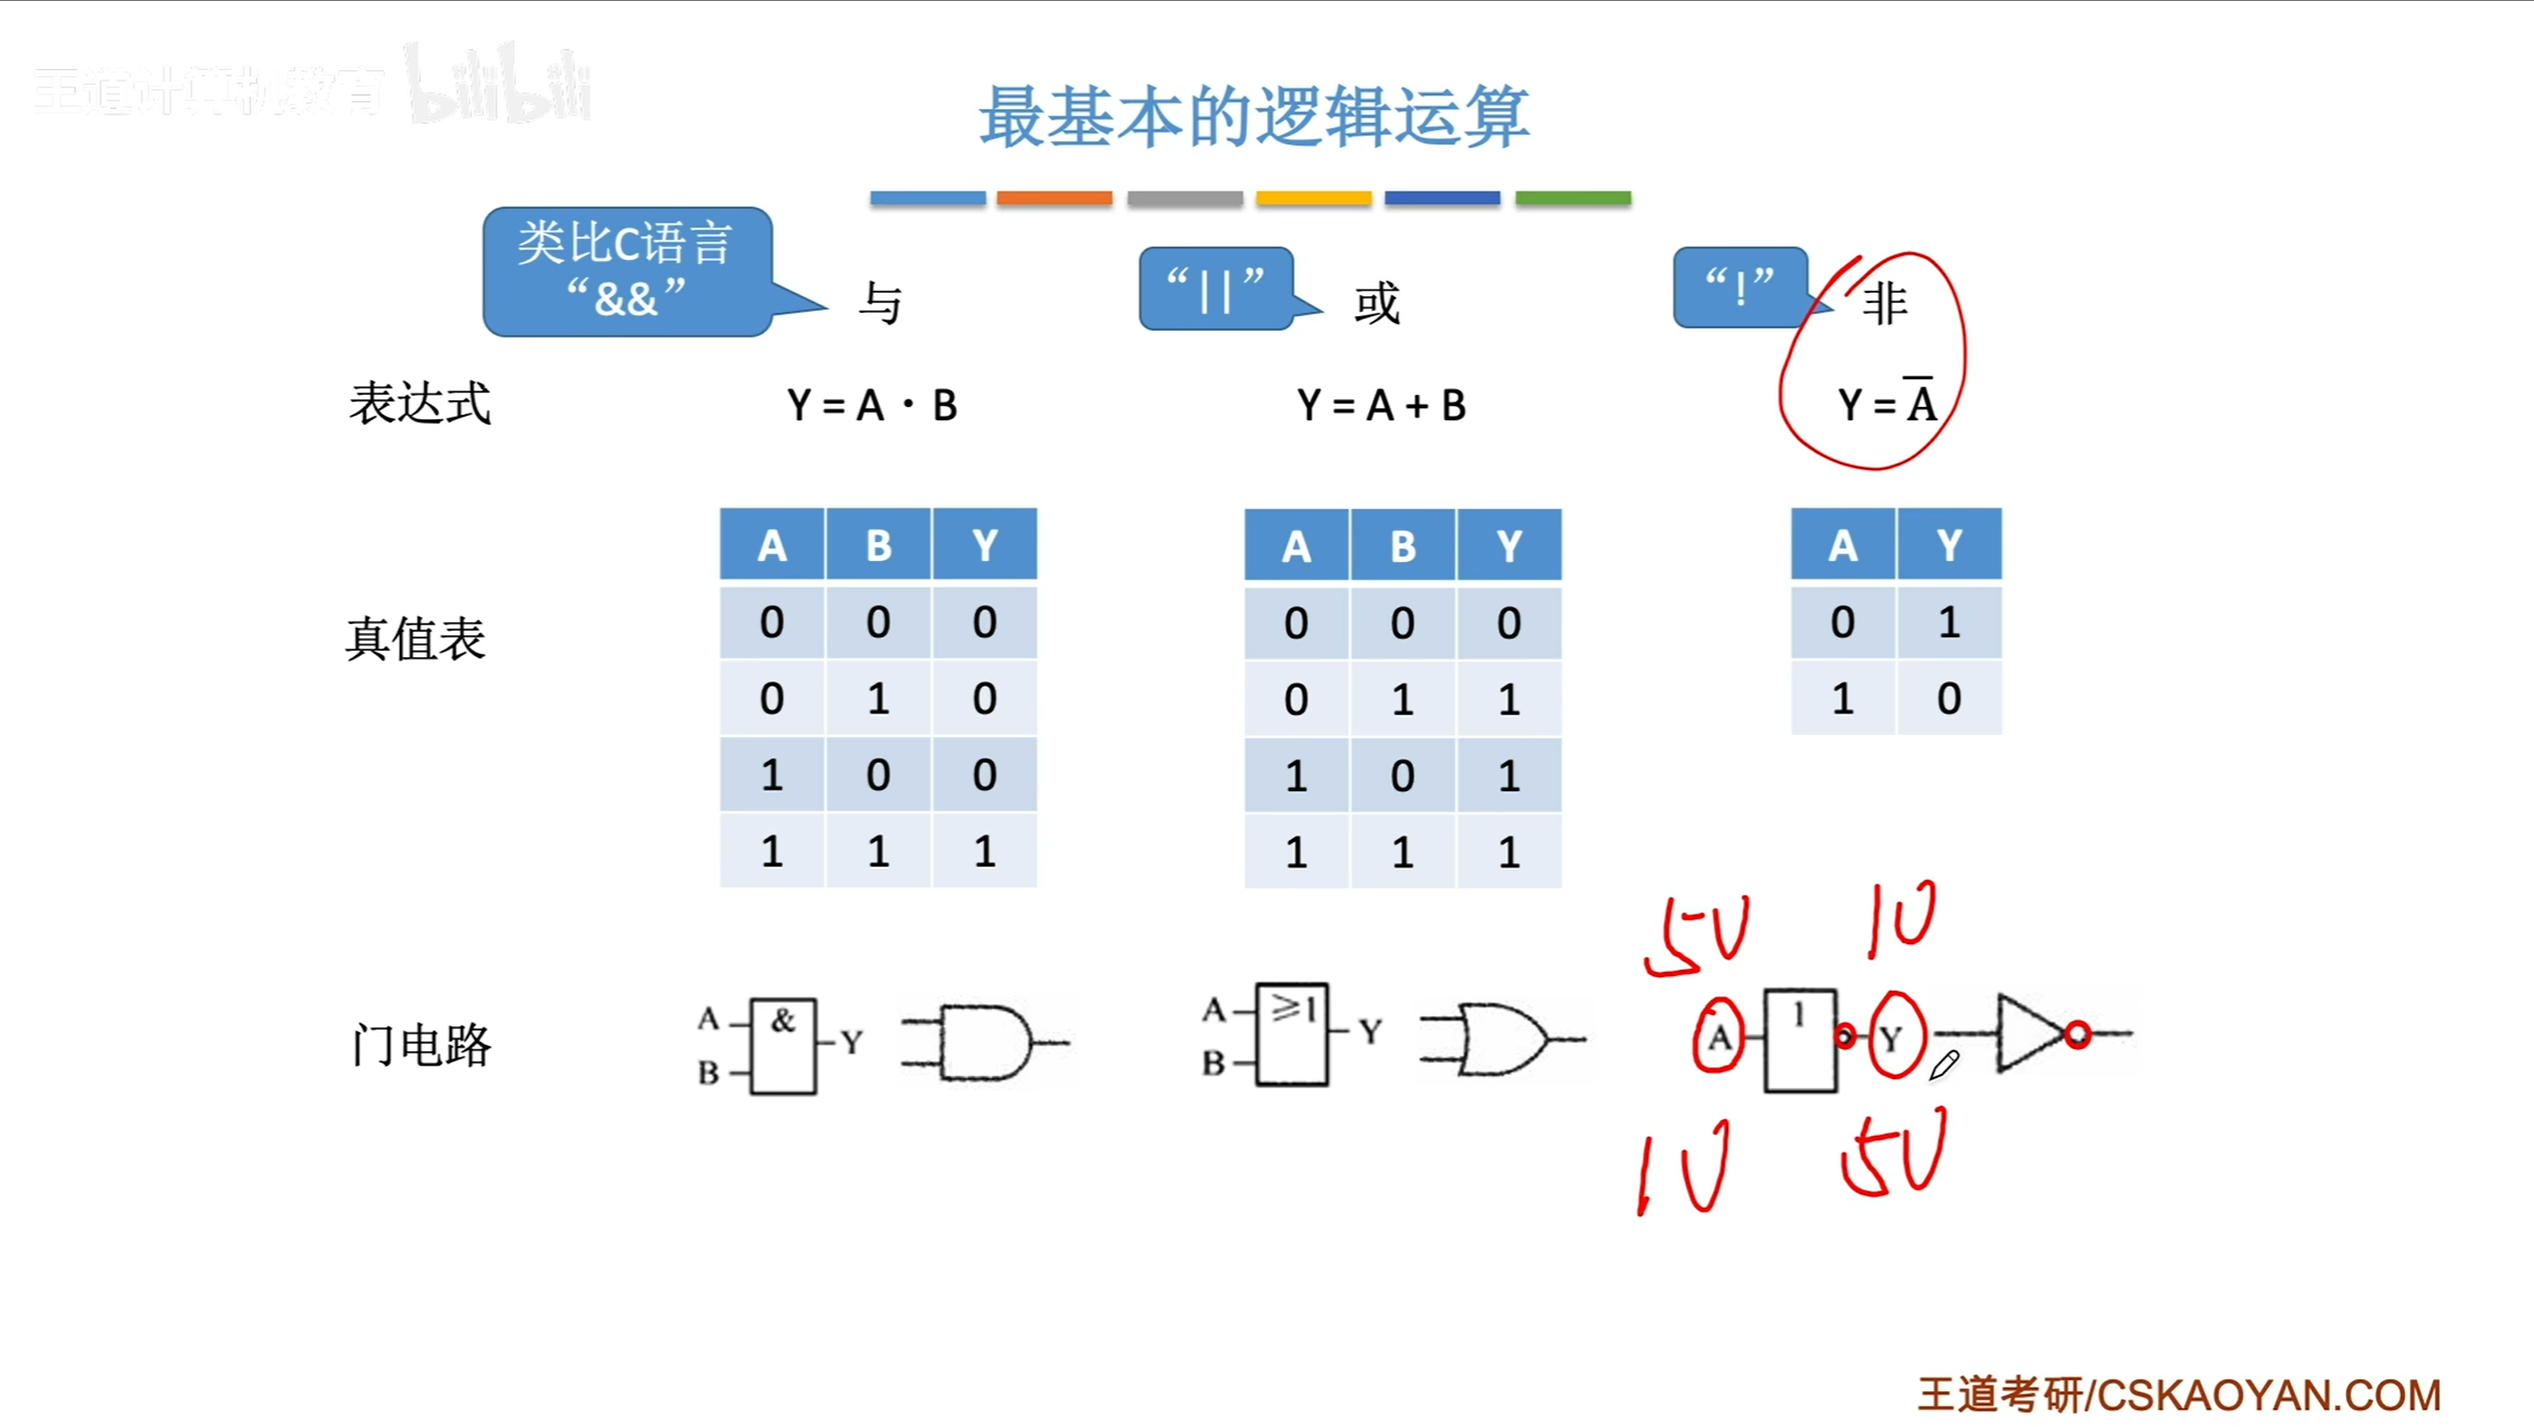 王道计算机教育 bilibili
最基本的逻辑运算
类比C语言
“&&”
与
“||”
或
“!”
非
表达式
Y = A · B
Y = A + B
Y = A̅
真值表
A B Y
0 0 0
0 1 0
1 0 0
1 1 1
A B Y
0 0 0
0 1 1
1 0 1
1 1 1
A Y
0 1
1 0
5V 1V
门电路
A
B
&
Y
A
B
≥1
Y
A
1
Y
1V 5V
王道考研/CSKAOYAN.COM